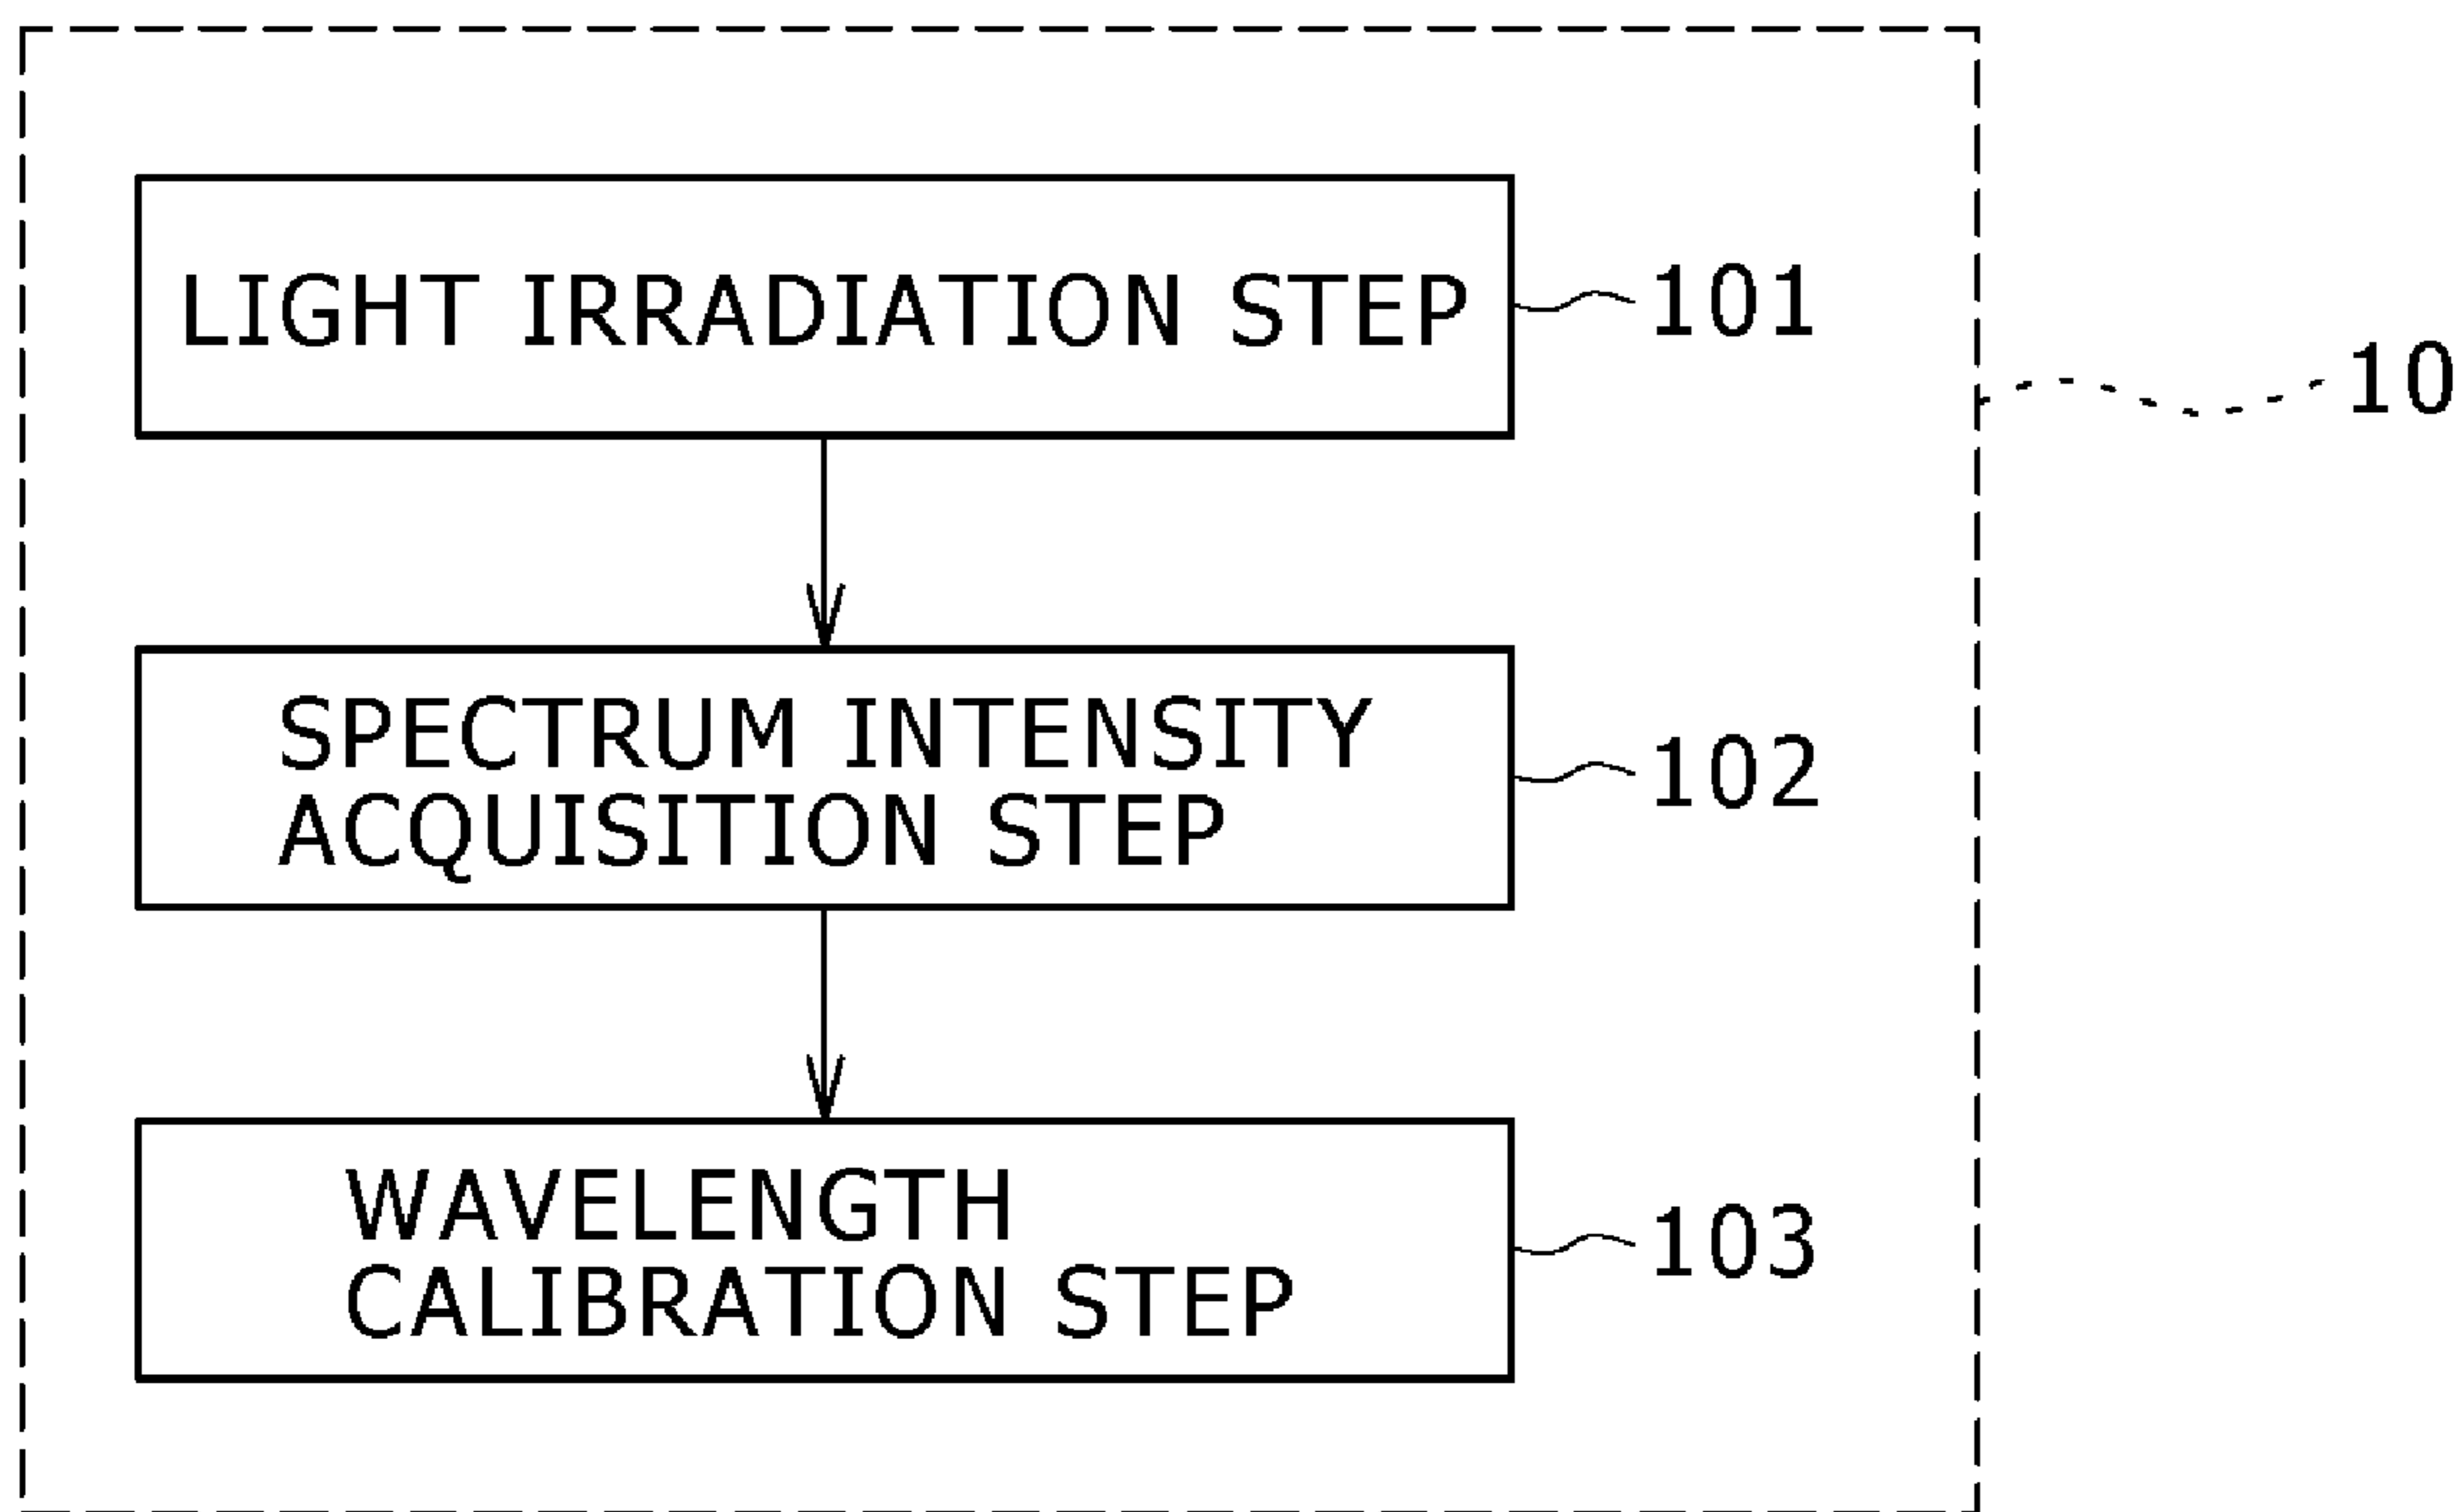 LIGHT IRRADIATION STEP
101
10
SPECTRUM INTENSITY
ACQUISITION STEP
102
WAVELENGTH
CALIBRATION STEP
103